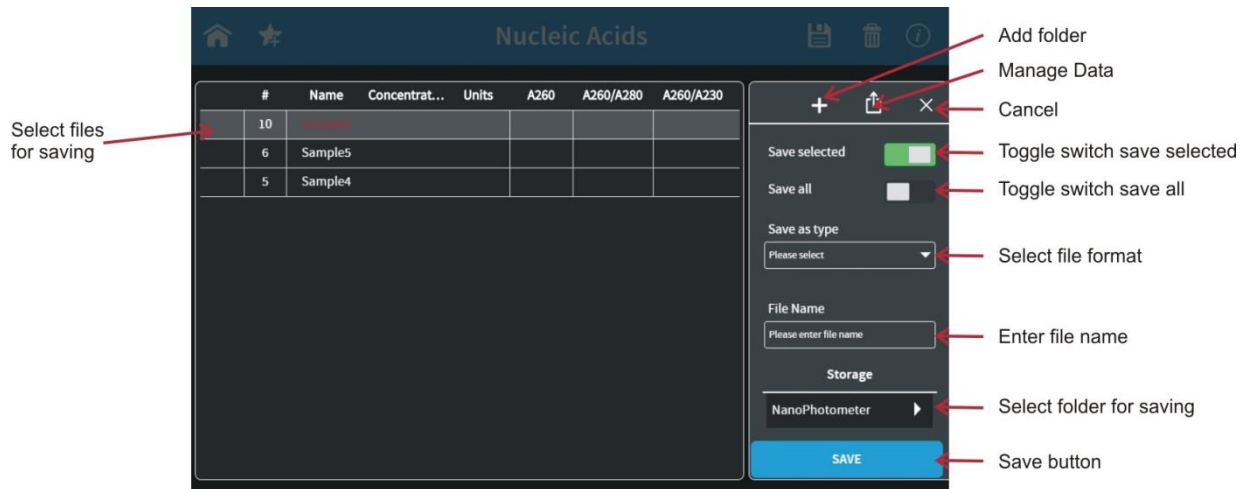 Nucleic Acids
Add folder
Manage Data
Cancel
# Name Concentrat... Units A260 A260/A280 A260/A230
Select files
for saving
10
6 Sample5
5 Sample4
Save selected
Toggle switch save selected
Save all
Toggle switch save all
Save as type
Please select
Select file format
File Name
Please enter file name
Enter file name
Storage
NanoPhotometer
Select folder for saving
SAVE
Save button